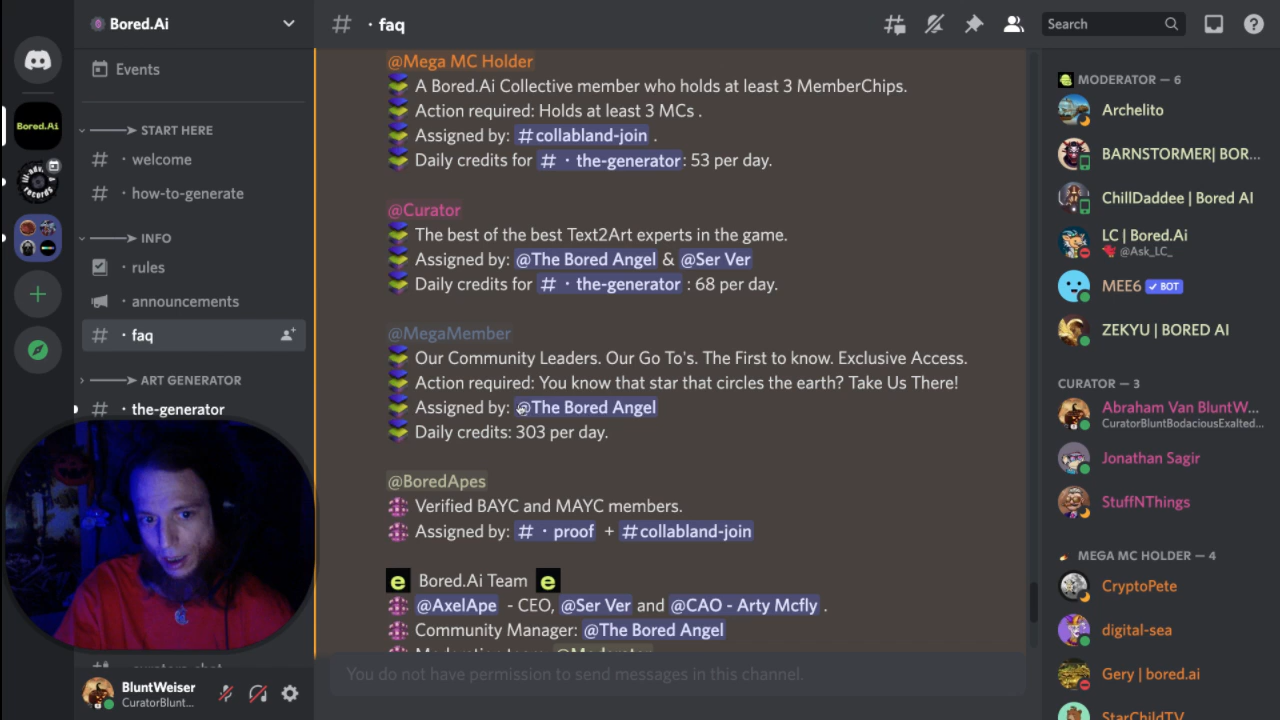 Bored.Ai
Bored.Ai
Events
START HERE
# · welcome
# · how-to-generate
INFO
· rules
· announcements
# · faq
ART GENERATOR
# · the-generator
BluntWeiser
CuratorBlunt...
# · faq
@Mega MC Holder
A Bored.Ai Collective member who holds at least 3 MemberChips.
Action required: Holds at least 3 MCs .
Assigned by: #collabland-join .
Daily credits for # · the-generator: 53 per day.
@Curator
The best of the best Text2Art experts in the game.
Assigned by: @The Bored Angel & @Ser Ver
Daily credits for # · the-generator : 68 per day.
@MegaMember
Our Community Leaders. Our Go To's. The First to know. Exclusive Access.
Action required: You know that star that circles the earth? Take Us There!
Assigned by: @The Bored Angel
Daily credits: 303 per day.
@BoredApes
Verified BAYC and MAYC members.
Assigned by: # · proof + #collabland-join
e Bored.Ai Team e
@AxelApe - CEO, @Ser Ver and @CAO - Arty Mcfly .
Community Manager: @The Bored Angel
You do not have permission to send messages in this channel.
Search
MODERATOR — 6
Archelito
BARNSTORMER| BOR...
ChillDaddee | Bored AI
LC | Bored.Ai
@Ask_LC_
MEE6 ✓ BOT
ZEKYU | BORED AI
CURATOR — 3
Abraham Van BluntW...
CuratorBluntBodaciousExalted...
Jonathan Sagir
StuffNThings
MEGA MC HOLDER — 4
CryptoPete
digital-sea
Gery | bored.ai
StarChildTV